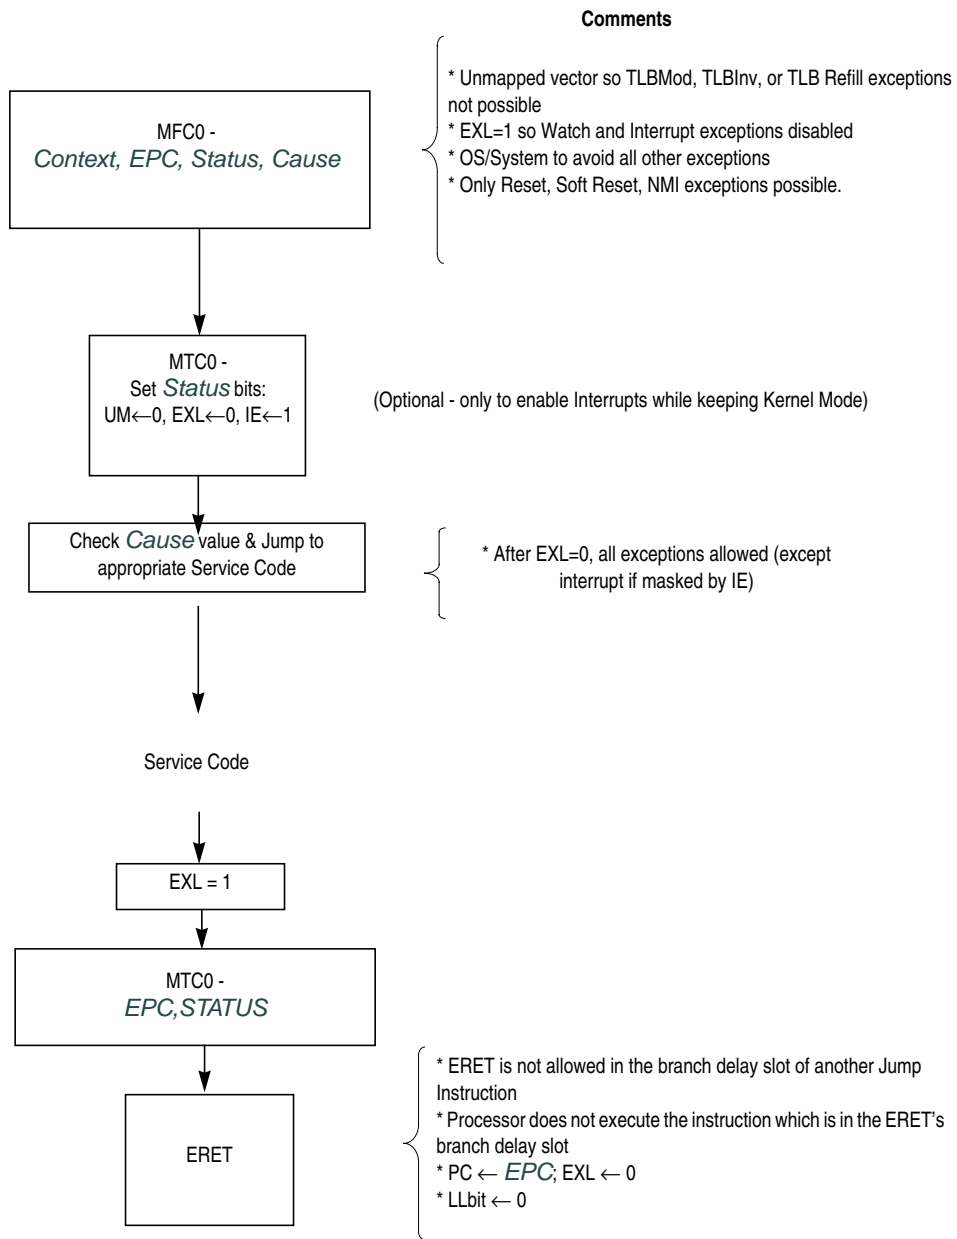 Comments
MFC0 -
Context, EPC, Status, Cause
* Unmapped vector so TLBMod, TLBInv, or TLB Refill exceptions
not possible
* EXL=1 so Watch and Interrupt exceptions disabled
* OS/System to avoid all other exceptions
* Only Reset, Soft Reset, NMI exceptions possible.
MTC0 -
Set Status bits:
UM←0, EXL←0, IE←1
(Optional - only to enable Interrupts while keeping Kernel Mode)
Check Cause value & Jump to
appropriate Service Code
* After EXL=0, all exceptions allowed (except
interrupt if masked by IE)
Service Code
EXL = 1
MTC0 -
EPC,STATUS
ERET
* ERET is not allowed in the branch delay slot of another Jump
Instruction
* Processor does not execute the instruction which is in the ERET's
branch delay slot
* PC ← EPC; EXL ← 0
* LLbit ← 0